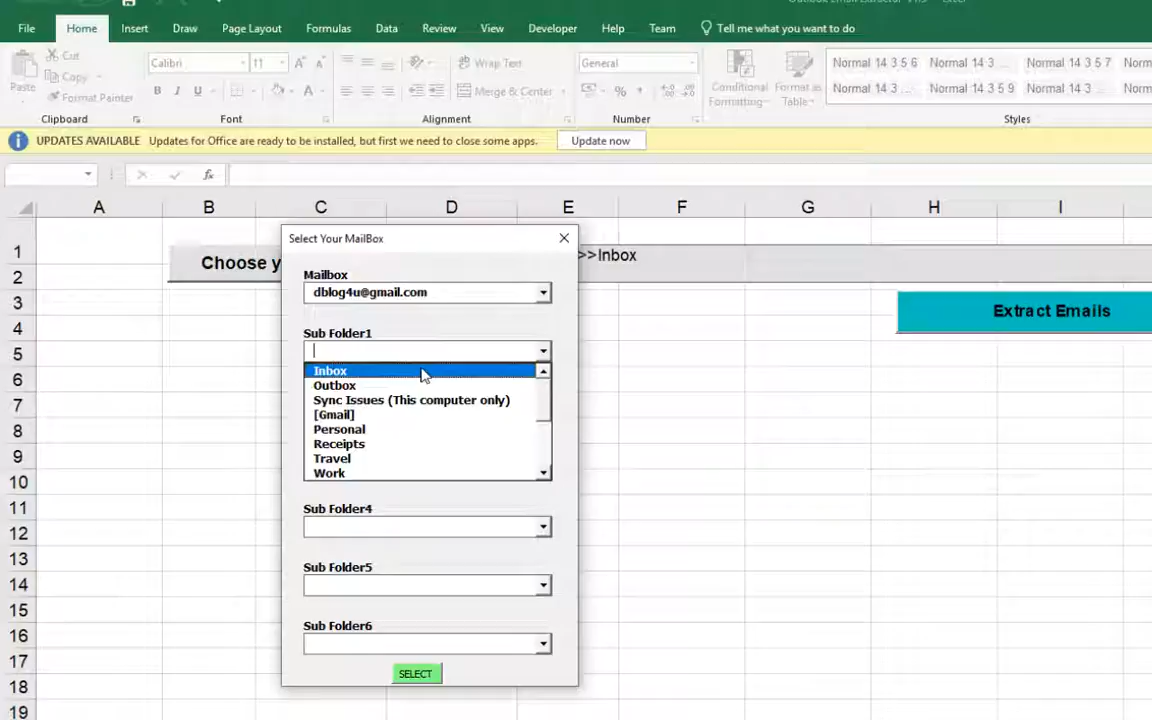 File Home Insert Draw Page Layout Formulas Data Review View Developer Help Team Tell me what you want to do
Cut
Copy
Format Painter
Paste
Clipboard
Calibri 11
B I U
Font
Wrap Text
Merge & Center
Alignment
General
Number
Conditional Formatting
Format as Table
Normal 14 3 5 6 Normal 14 3 ... Normal 14 3 5 7 Norm
Normal 14 3 ... Normal 14 3 5 9 Normal 14 3 ... Norm
Styles
UPDATES AVAILABLE Updates for Office are ready to be installed, but first we need to close some apps. Update now
fx
A B C D E F G H I
1
2
3
4
5
6
7
8
9
10
11
12
13
14
15
16
17
18
19
Choose y
>>Inbox
Extract Emails
Select Your MailBox
Mailbox
dblog4u@gmail.com
Sub Folder1
Inbox
Outbox
Sync Issues (This computer only)
[Gmail]
Personal
Receipts
Travel
Work
Sub Folder4
Sub Folder5
Sub Folder6
SELECT